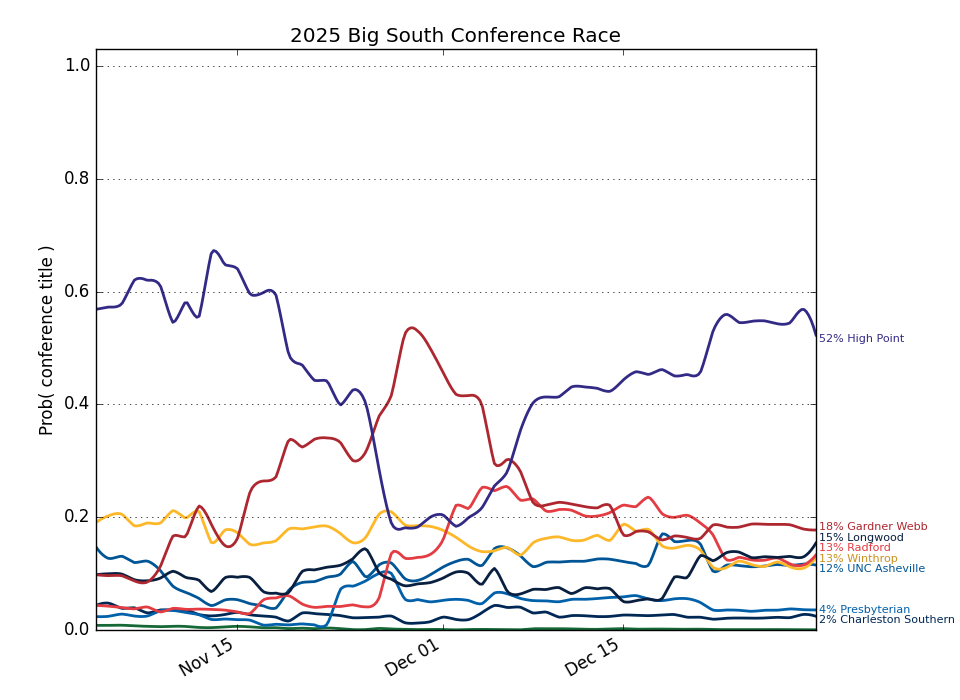 2025 Big South Conference Race
Prob( conference title )
1.0
0.8
0.6
0.4
0.2
0.0
Nov 15
Dec 01
Dec 15
52% High Point
18% Gardner Webb
15% Longwood
13% Radford
13% Winthrop
12% UNC Asheville
4% Presbyterian
2% Charleston Southern